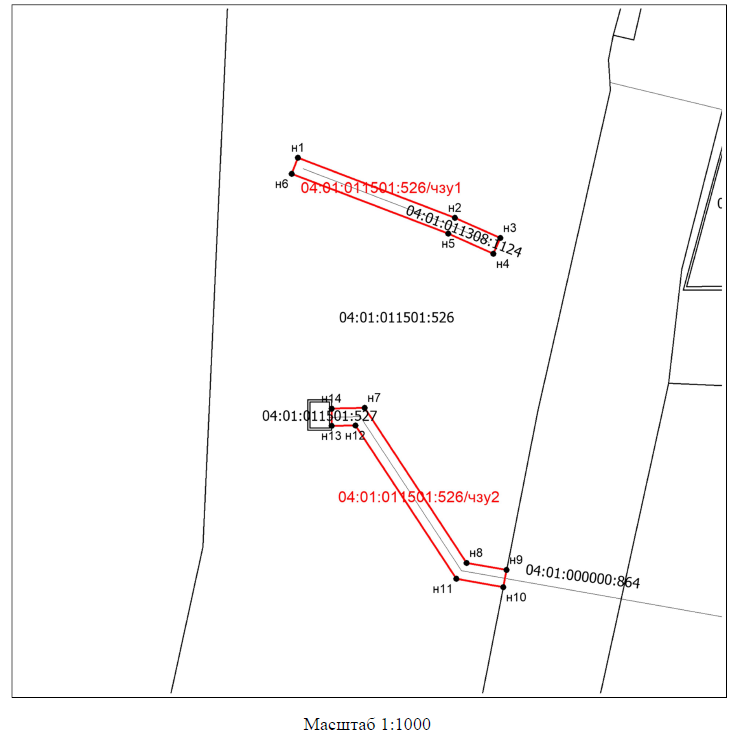 н1
н6
04:01:011501:526/чзу1
н2
04:01:011308:1124
н3
н5
н4
04:01:011501:526
н14
н7
04:01:011501:527
н13
н12
04:01:011501:526/чзу2
н8
н9
04:01:000000:864
н11
н10
Масштаб 1:1000